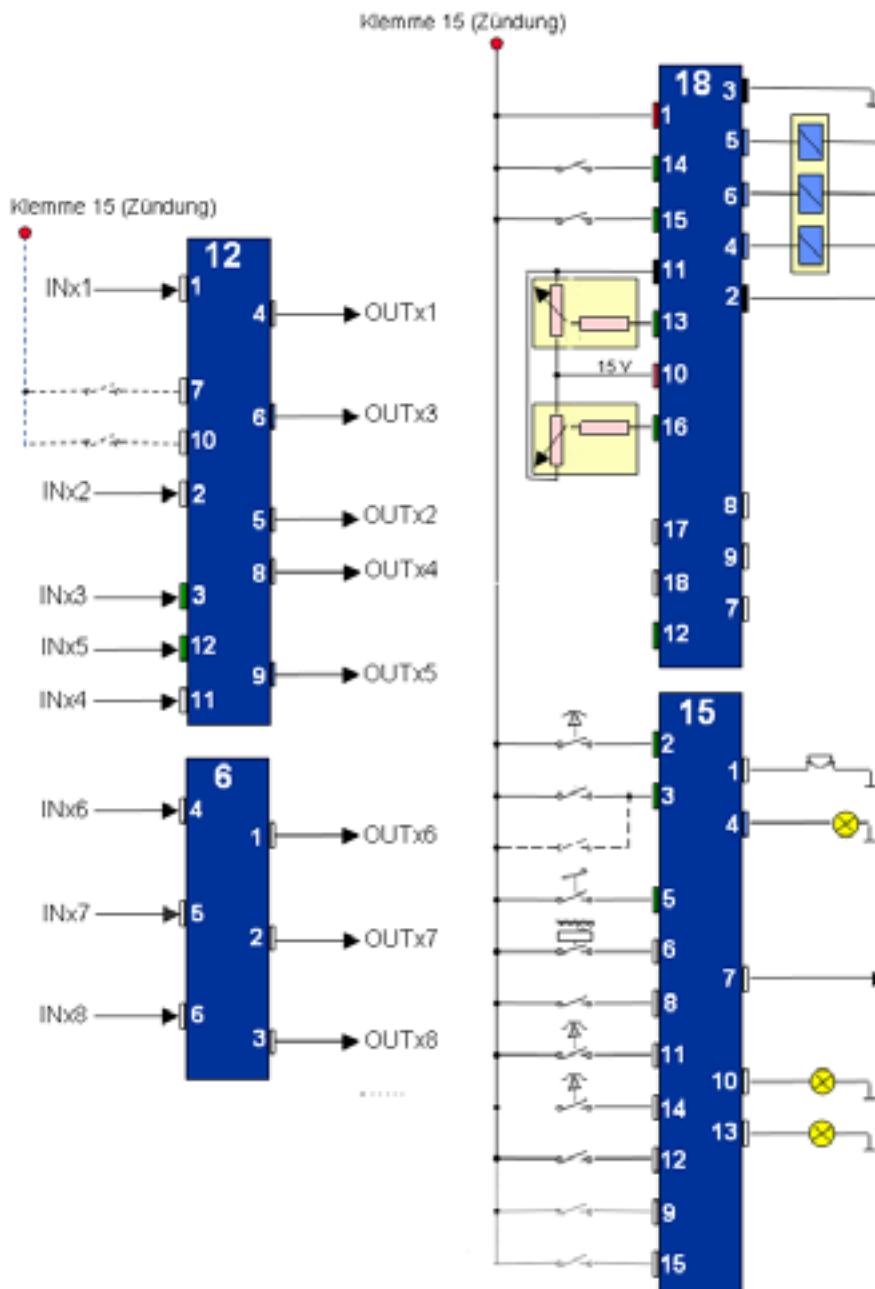 Klemme 15 (Zündung)
Klemme 15 (Zündung)
12
INx1
1
4
OUTx1
7
6
OUTx3
10
INx2
2
5
OUTx2
8
OUTx4
INx3
3
INx5
12
9
OUTx5
INx4
11
6
INx6
4
1
OUTx6
INx7
5
2
OUTx7
INx8
6
3
OUTx8
18
3
1
5
14
6
15
4
11
2
13
15 V
10
16
8
17
9
18
7
12
15
2
1
3
4
5
6
7
8
11
10
14
13
12
9
15